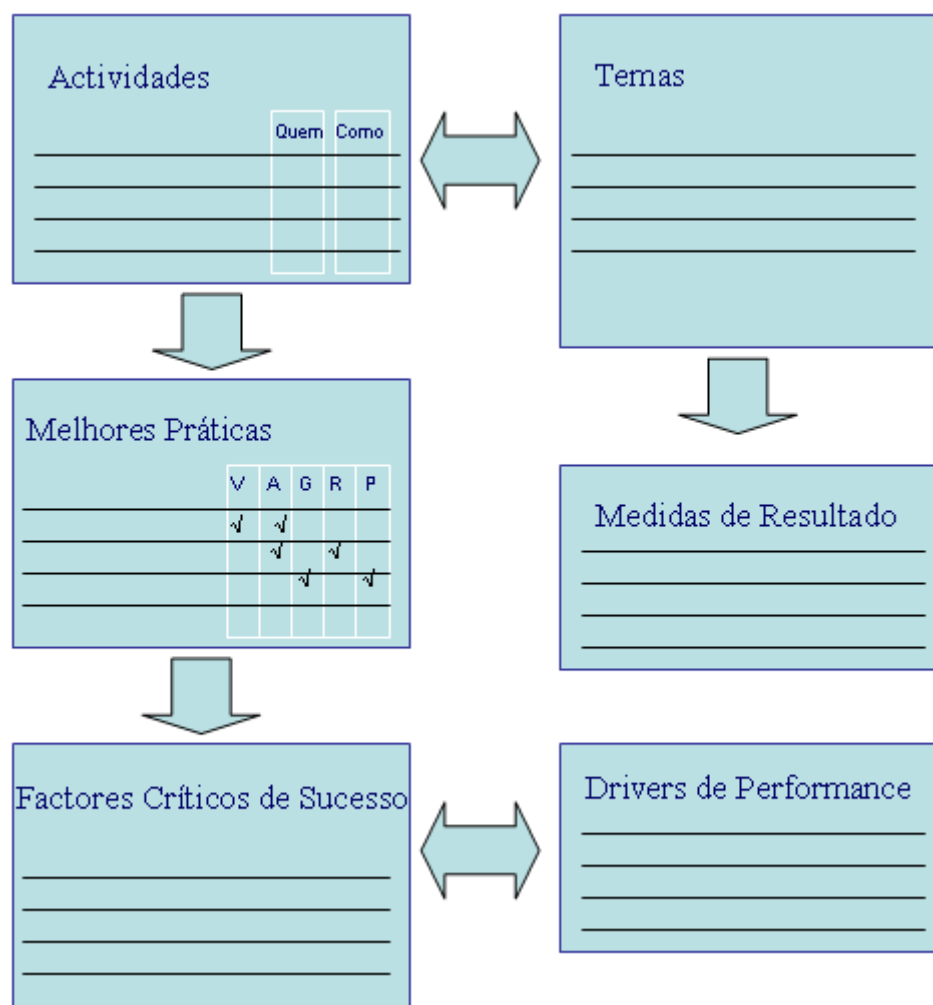 Actividades
Quem Como
Temas
Melhores Práticas
V A G R P
√ √
√ √
√ √
Medidas de Resultado
Factores Críticos de Sucesso
Drivers de Performance